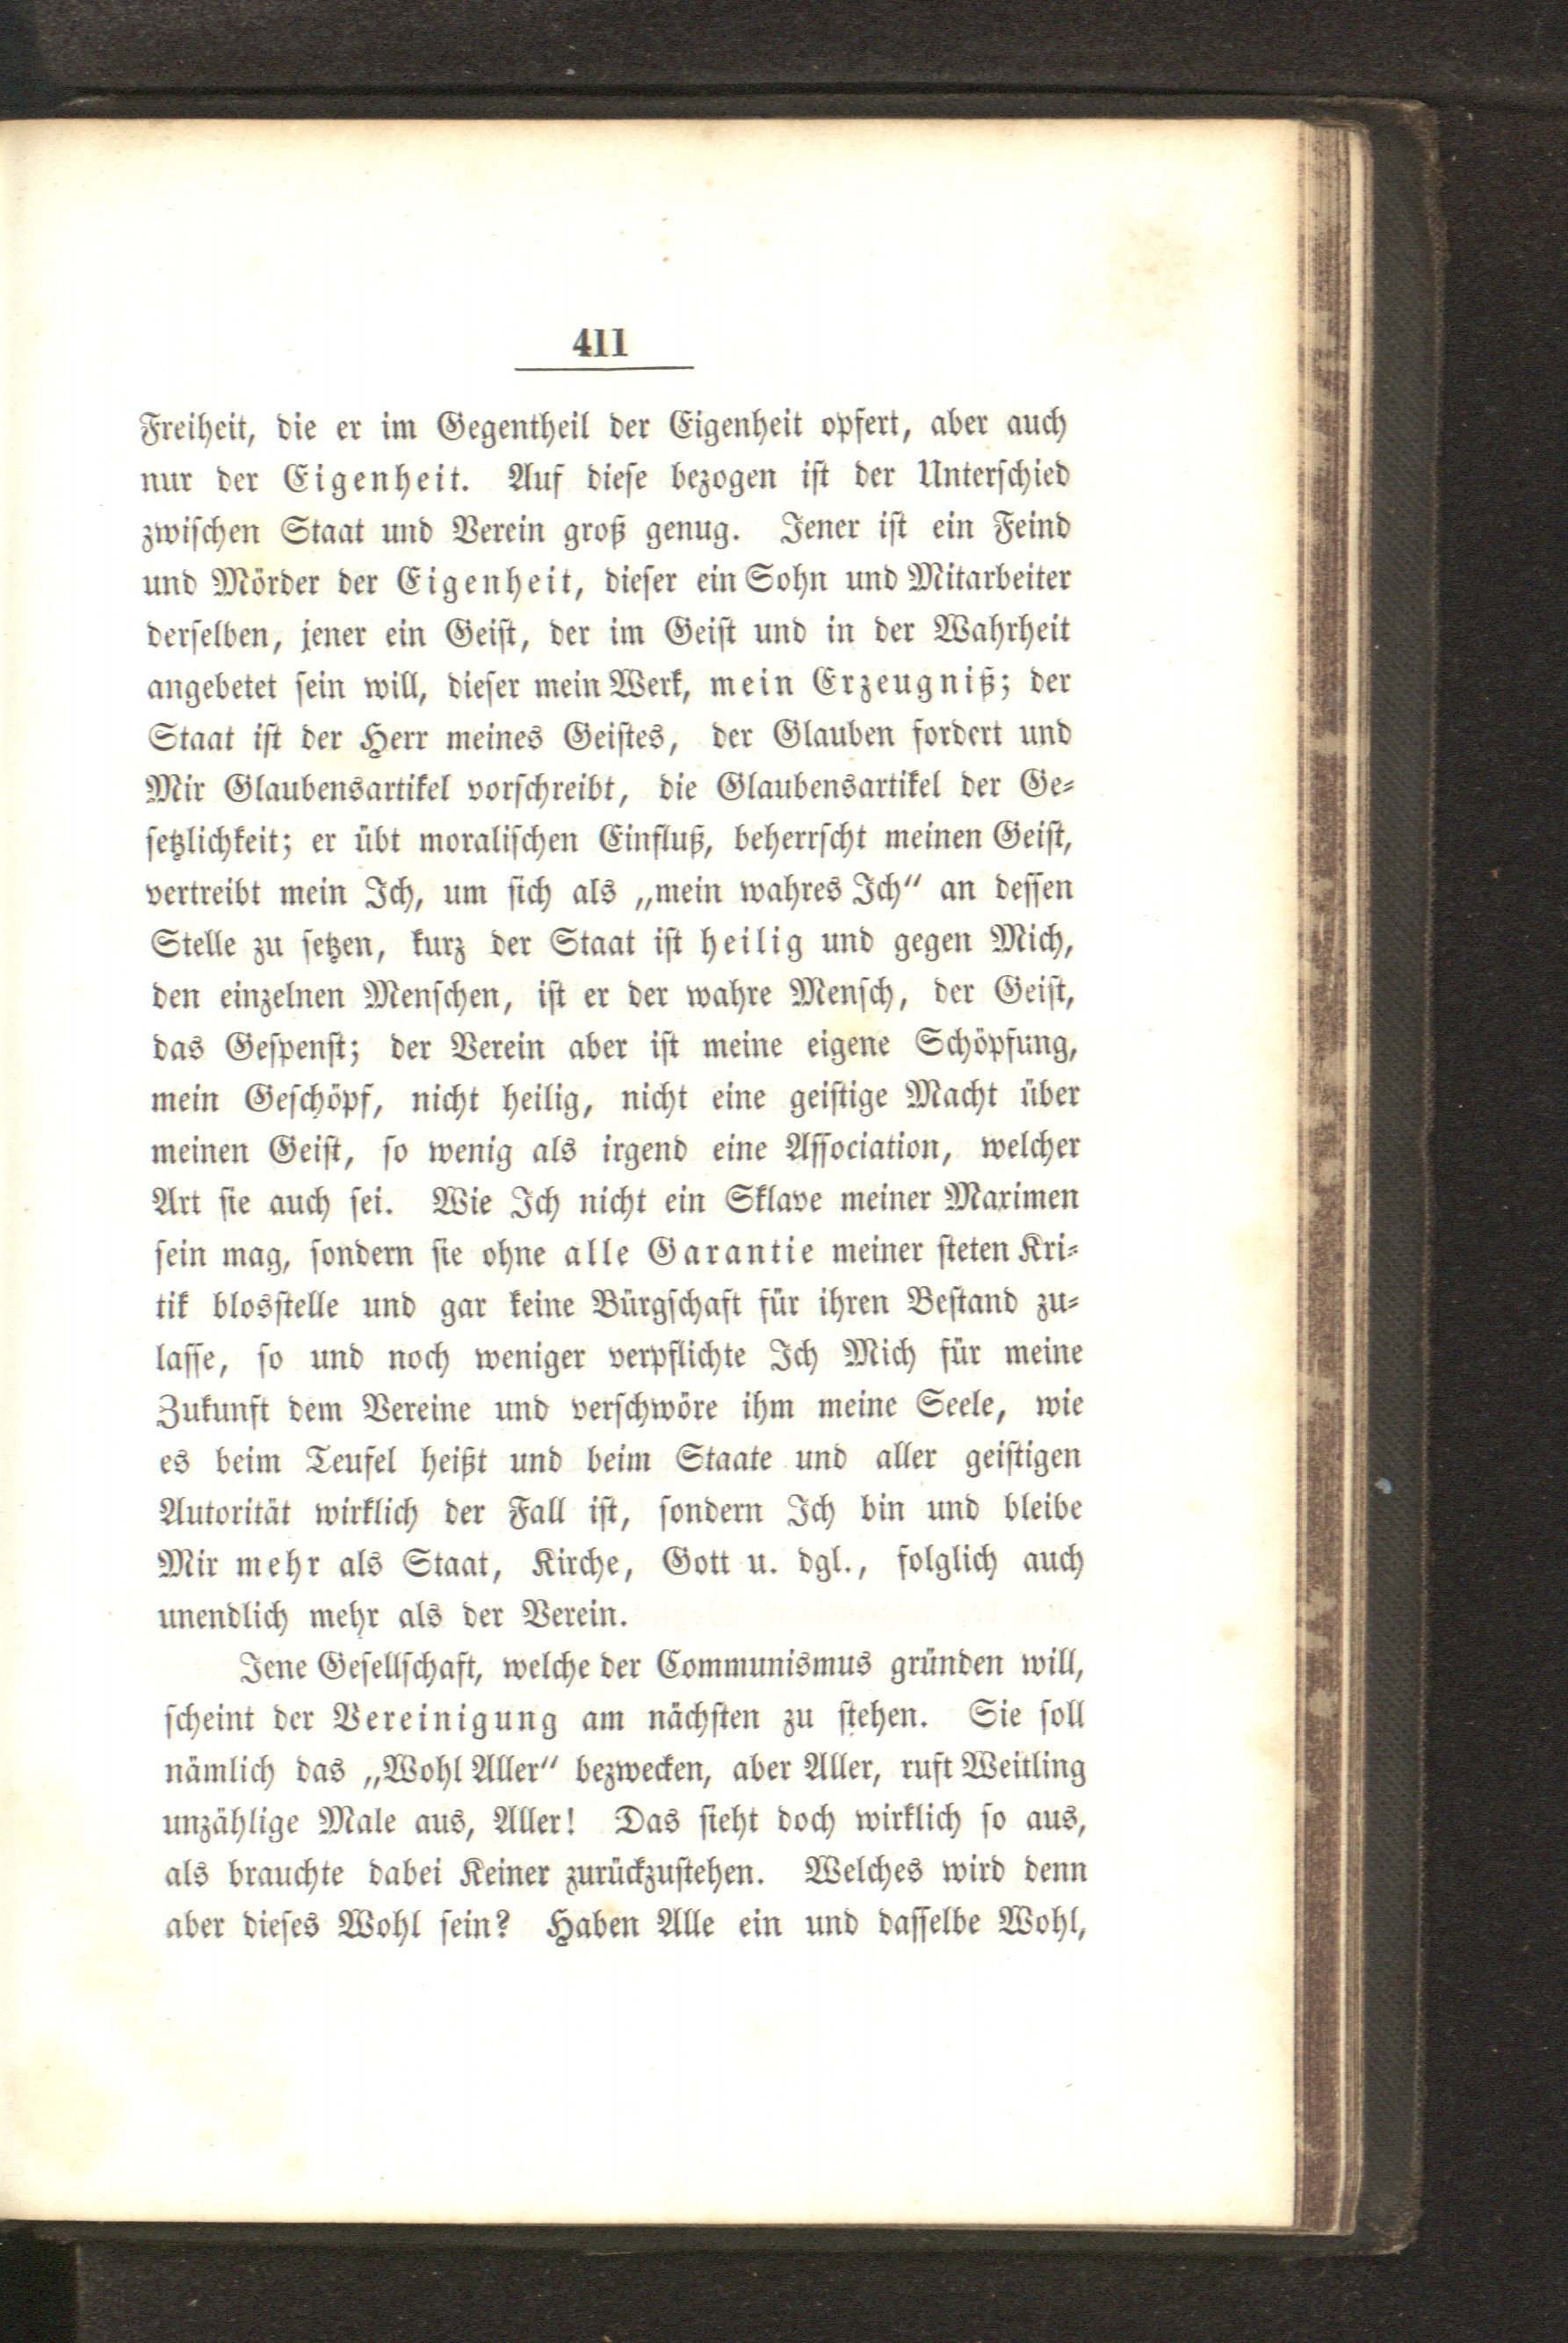 411
Freiheit, die er im Gegentheil der Eigenheit opfert, aber auch
nur der Eigenheit. Auf diese bezogen ist der Unterschied
zwischen Staat und Verein groß genug. Jener ist ein Feind
und Mörder der Eigenheit, dieser ein Sohn und Mitarbeiter
derselben, jener ein Geist, der im Geist und in der Wahrheit
angebetet sein will, dieser mein Werk, mein Erzeugniß; der
Staat ist der Herr meines Geistes, der Glauben fordert und
Mir Glaubensartikel vorschreibt, die Glaubensartikel der Ge-
setzlichkeit; er übt moralischen Einfluß, beherrscht meinen Geist,
vertreibt mein Ich, um sich als „mein wahres Ich“ an dessen
Stelle zu setzen, kurz der Staat ist heilig und gegen Mich,
den einzelnen Menschen, ist er der wahre Mensch, der Geist,
das Gespenst; der Verein aber ist meine eigene Schöpfung,
mein Geschöpf, nicht heilig, nicht eine geistige Macht über
meinen Geist, so wenig als irgend eine Association, welcher
Art sie auch sei. Wie Ich nicht ein Sklave meiner Maximen
sein mag, sondern sie ohne alle Garantie meiner steten Kri-
tik blosstelle und gar keine Bürgschaft für ihren Bestand zu-
lasse, so und noch weniger verpflichte Ich Mich für meine
Zukunft dem Vereine und verschwöre ihm meine Seele, wie
es beim Teufel heißt und beim Staate und aller geistigen
Autorität wirklich der Fall ist, sondern Ich bin und bleibe
Mir mehr als Staat, Kirche, Gott u. dgl., folglich auch
unendlich mehr als der Verein.
Jene Gesellschaft, welche der Communismus gründen will,
scheint der Vereinigung am nächsten zu stehen. Sie soll
nämlich das „Wohl Aller“ bezwecken, aber Aller, ruft Weitling
unzählige Male aus, Aller! Das sieht doch wirklich so aus,
als brauchte dabei Keiner zurückzustehen. Welches wird denn
aber dieses Wohl sein? Haben Alle ein und dasselbe Wohl,